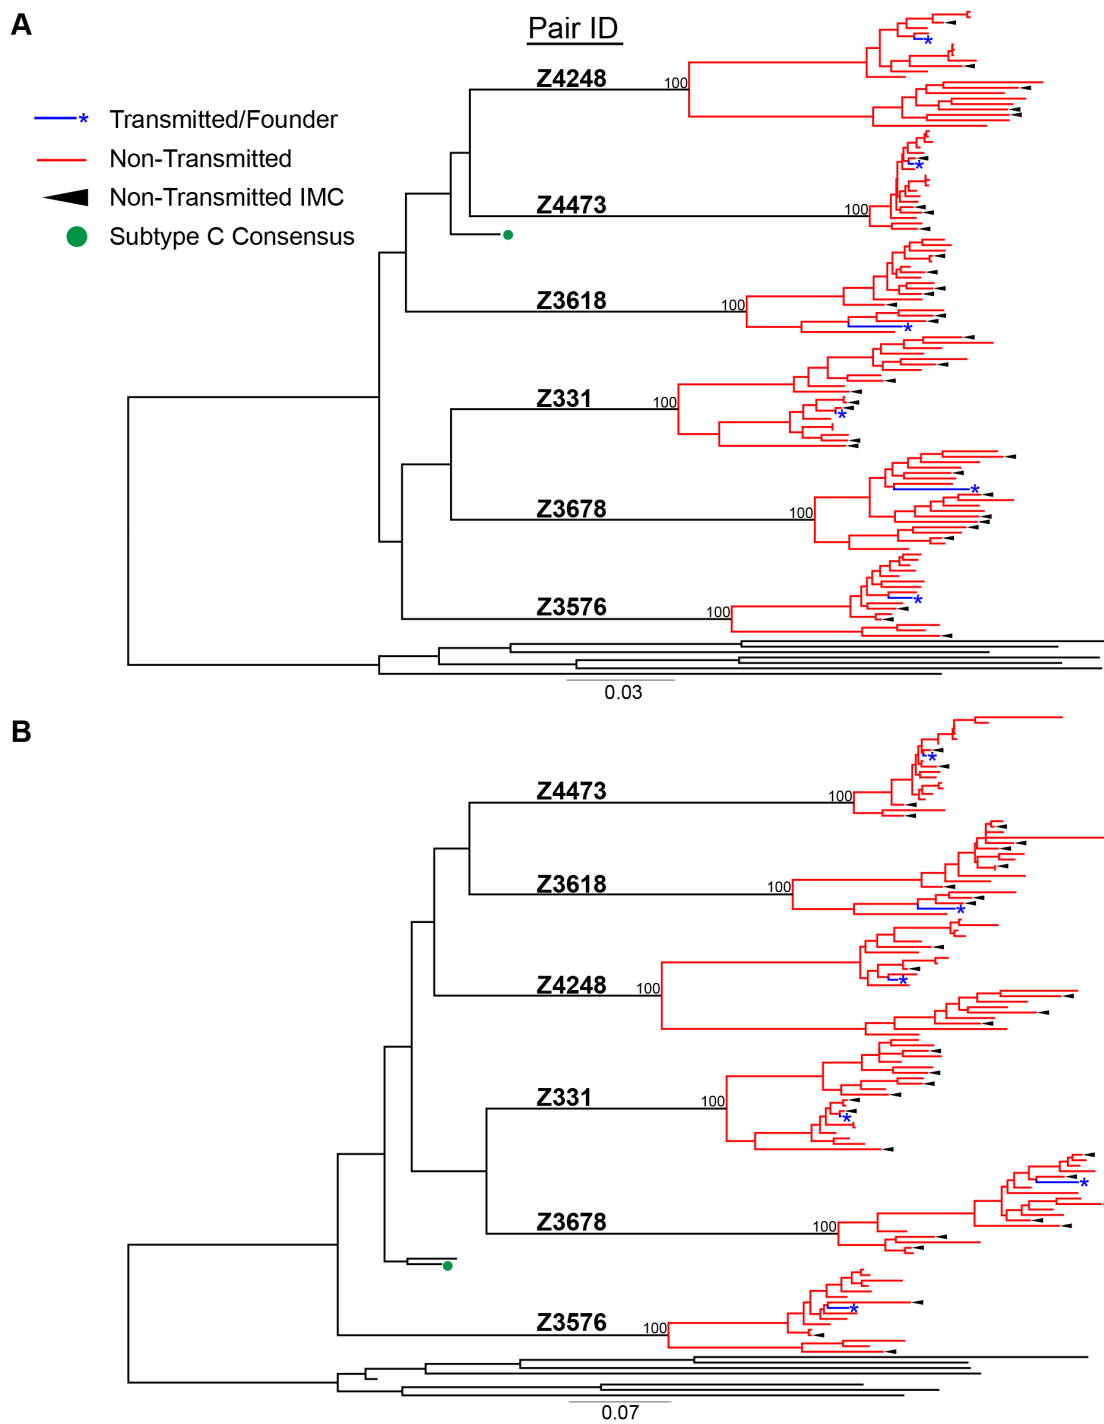 A
Pair ID
Transmitted/Founder
Non-Transmitted
Non-Transmitted IMC
Subtype C Consensus
Z4248
100
Z4473
100
Z3618
100
Z331
100
Z3678
100
Z3576
100
0.03
B
Z4473
100
Z3618
100
Z4248
100
Z331
100
Z3678
100
Z3576
100
0.07